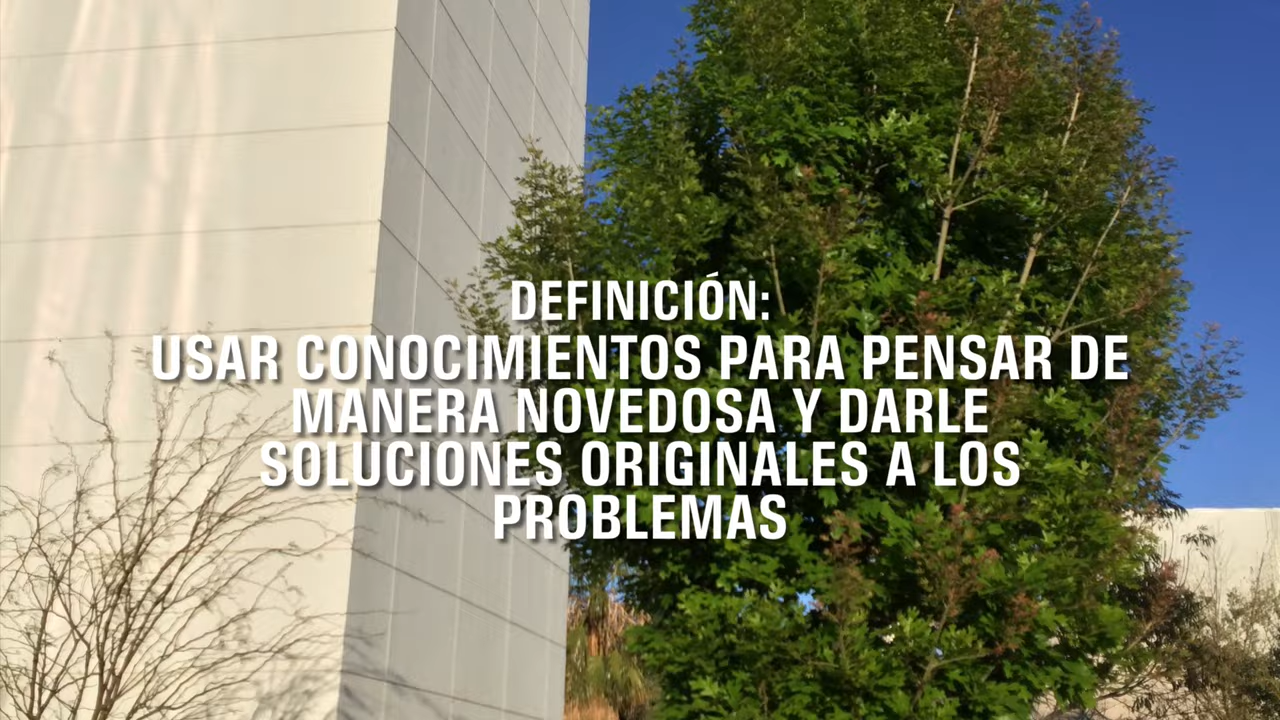 DEFINICIÓN:
USAR CONOCIMIENTOS PARA PENSAR DE
MANERA NOVEDOSA Y DARLE
SOLUCIONES ORIGINALES A LOS
PROBLEMAS